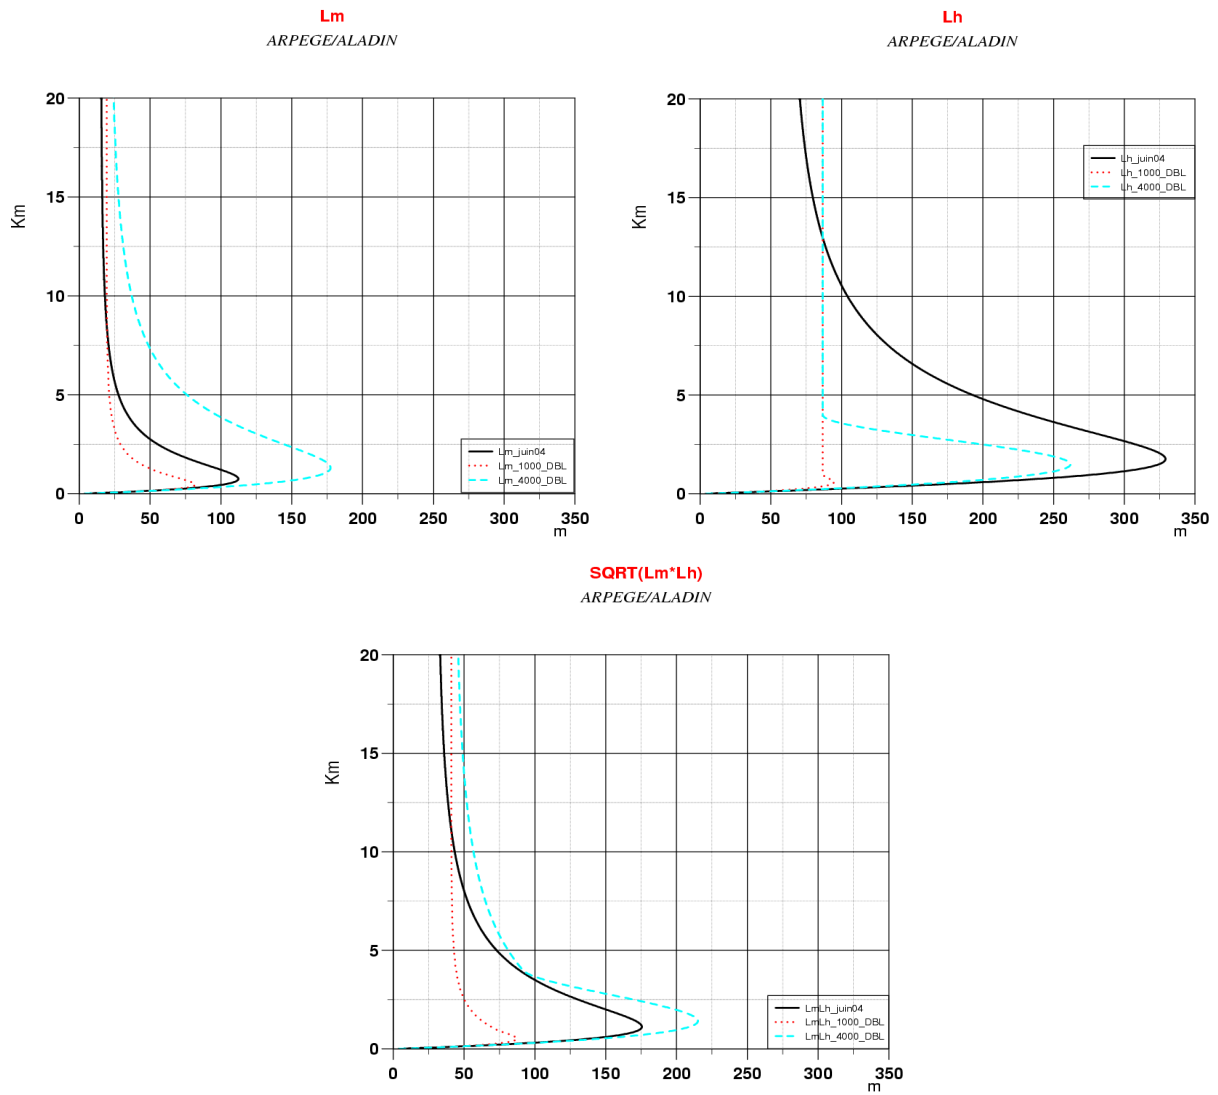 Lm
ARPEGE/ALADIN
20
15
10
5
0
Km
0 50 100 150 200 250 300 350
m
Lm_juin04
Lm_1000_DBL
Lm_4000_DBL
Lh
ARPEGE/ALADIN
20
15
10
5
0
Km
0 50 100 150 200 250 300 350
m
Lh_juin04
Lh_1000_DBL
Lh_4000_DBL
SQRT(Lm*Lh)
ARPEGE/ALADIN
20
15
10
5
0
Km
0 50 100 150 200 250 300 350
m
LmLh_juin04
LmLh_1000_DBL
LmLh_4000_DBL